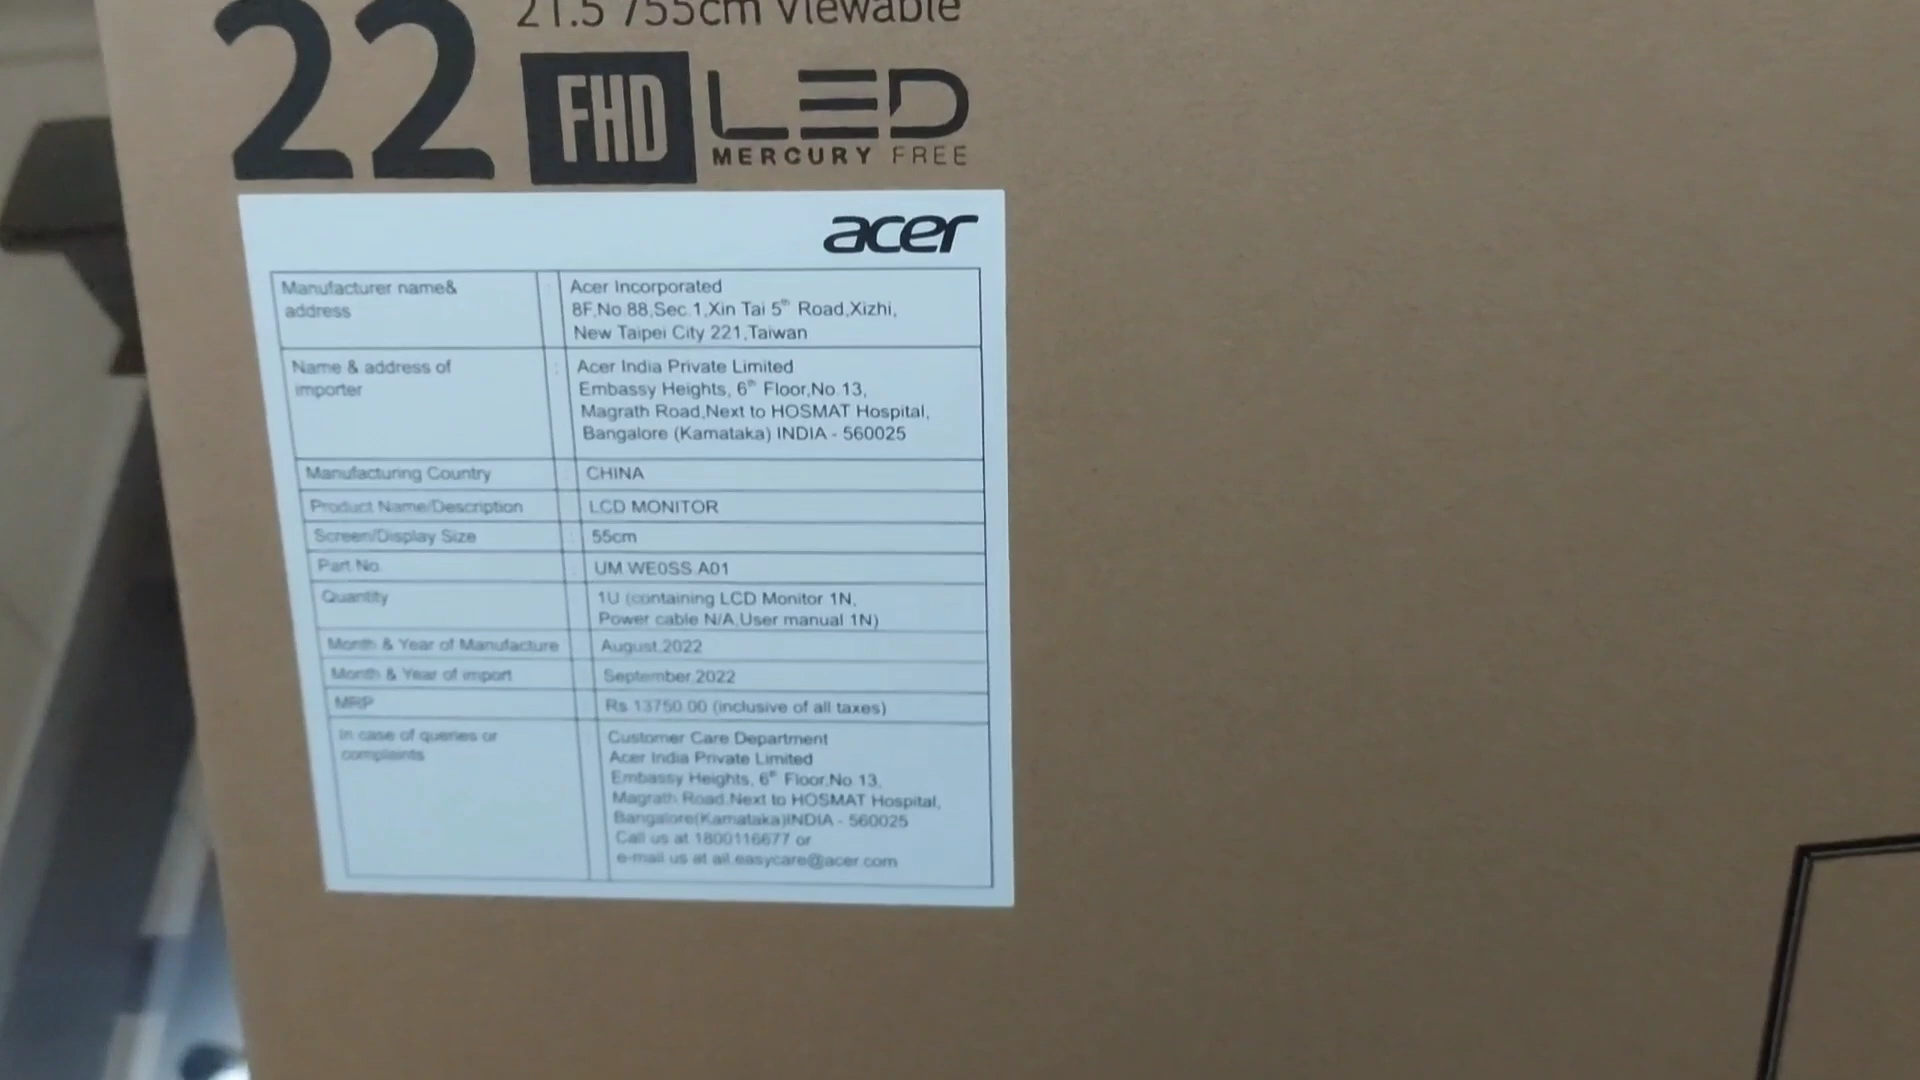 22
21.5"/55cm Viewable
FHD LED
MERCURY FREE
acer
Manufacturer name& address : Acer Incorporated
8F,No.88,Sec.1,Xin Tai 5th Road,Xizhi,
New Taipei City 221,Taiwan
Name & address of importer : Acer India Private Limited
Embassy Heights, 6th Floor,No.13,
Magrath Road,Next to HOSMAT Hospital,
Bangalore (Karnataka) INDIA - 560025
Manufacturing Country : CHINA
Product Name/Description : LCD MONITOR
Screen/Display Size : 55cm
Part No. : UM.WE0SS.A01
Quantity : 1U (containing LCD Monitor 1N,
Power cable N/A,User manual 1N)
Month & Year of Manufacture : August,2022
Month & Year of import : September,2022
MRP : Rs.13750.00 (inclusive of all taxes)
In case of queries or complaints : Customer Care Department
Acer India Private Limited
Embassy Heights, 6th Floor,No.13,
Magrath Road,Next to HOSMAT Hospital,
Bangalore(Karnataka)INDIA - 560025
Call us at 1800116677 or
e-mail us at ail.easycare@acer.com